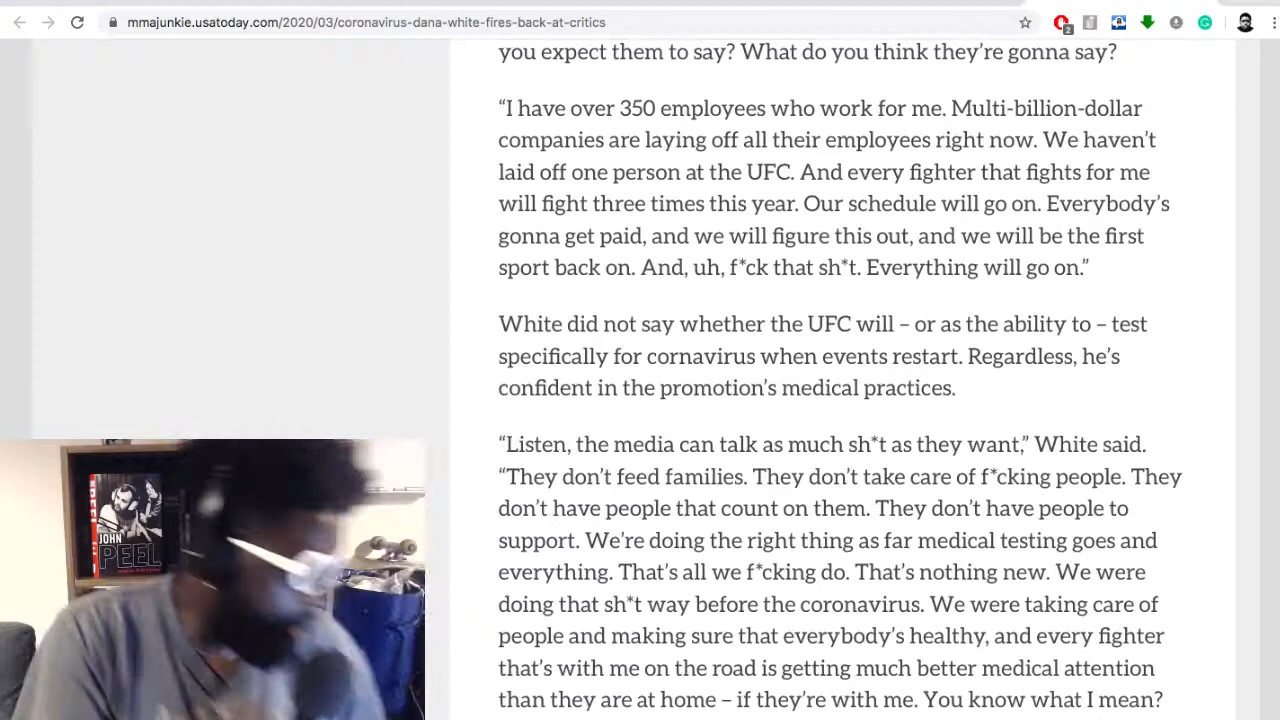 mmajunkie.usatoday.com/2020/03/coronavirus-dana-white-fires-back-at-critics
2
you expect them to say? What do you think they’re gonna say?
“I have over 350 employees who work for me. Multi-billion-dollar
companies are laying off all their employees right now. We haven’t
laid off one person at the UFC. And every fighter that fights for me
will fight three times this year. Our schedule will go on. Everybody’s
gonna get paid, and we will figure this out, and we will be the first
sport back on. And, uh, f*ck that sh*t. Everything will go on.”
White did not say whether the UFC will – or as the ability to – test
specifically for cornavirus when events restart. Regardless, he’s
confident in the promotion’s medical practices.
“Listen, the media can talk as much sh*t as they want,” White said.
“They don’t feed families. They don’t take care of f*cking people. They
don’t have people that count on them. They don’t have people to
support. We’re doing the right thing as far medical testing goes and
everything. That’s all we f*cking do. That’s nothing new. We were
doing that sh*t way before the coronavirus. We were taking care of
people and making sure that everybody’s healthy, and every fighter
that’s with me on the road is getting much better medical attention
than they are at home – if they’re with me. You know what I mean?
JOHN
PEEL